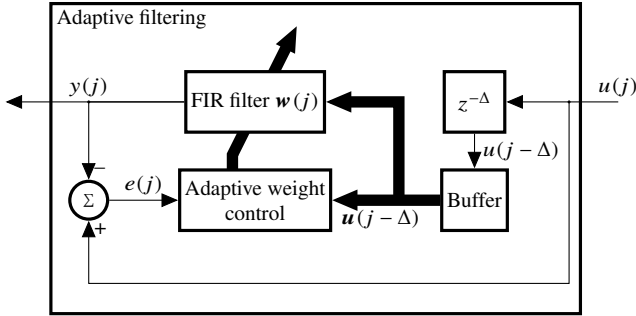 Adaptive filtering
y(j)
FIR filter w(j)
z^{-Δ}
u(j)
u(j − Δ)
−
Σ
+
e(j)
Adaptive weight
control
u(j − Δ)
Buffer